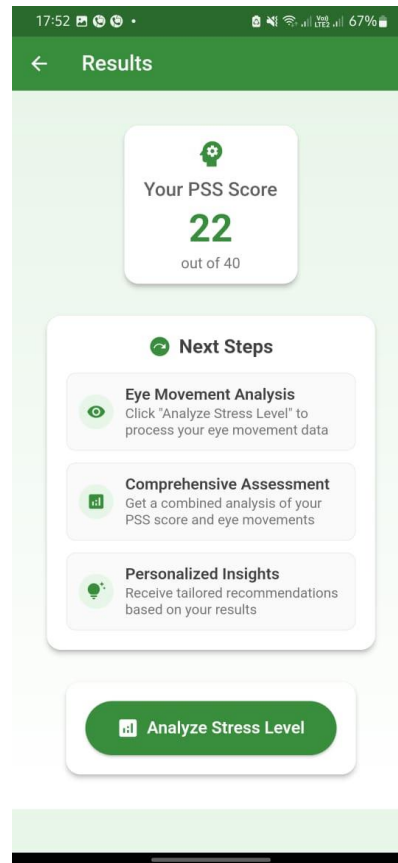 17:52
Vo))
LTE2
67%
Results
Your PSS Score
22
out of 40
Next Steps
Eye Movement Analysis
Click "Analyze Stress Level" to
process your eye movement data
Comprehensive Assessment
Get a combined analysis of your
PSS score and eye movements
Personalized Insights
Receive tailored recommendations
based on your results
Analyze Stress Level